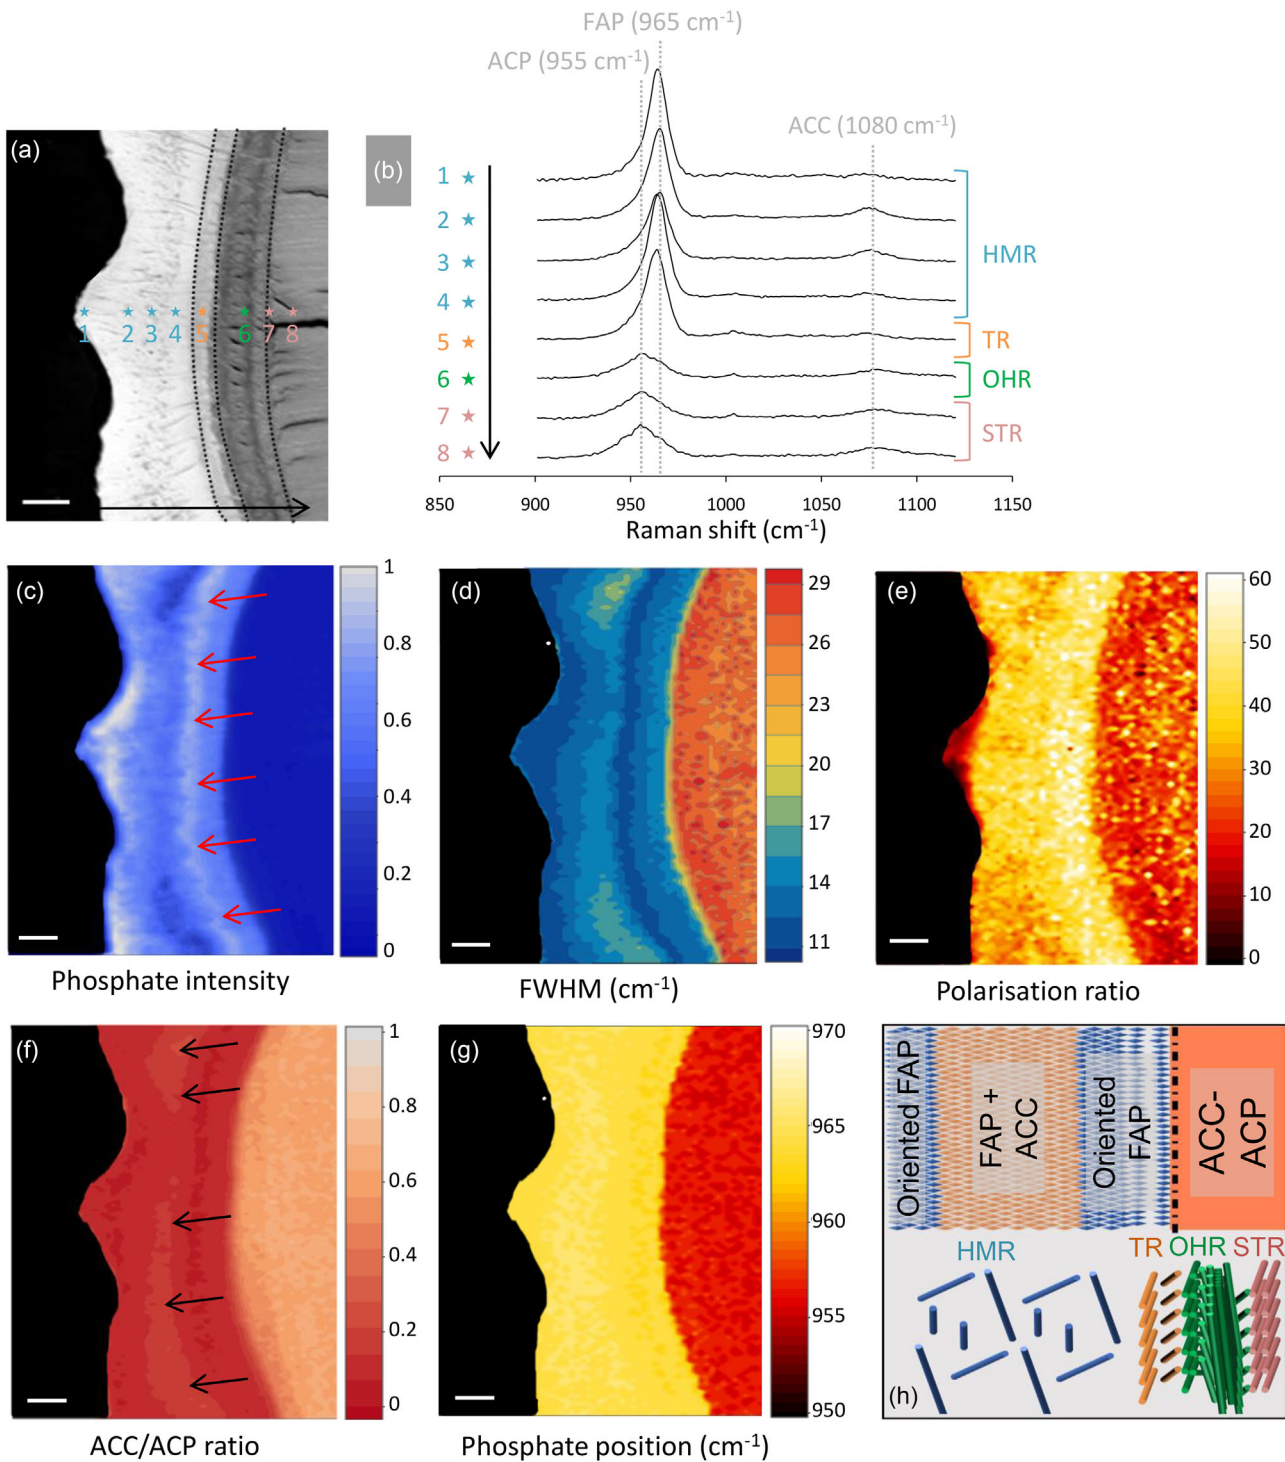 FAP (965 cm-1)
ACP (955 cm-1)
ACC (1080 cm-1)
(a)
1 2 3 4 5 6 7 8
(b)
1
2
3
4
5
6
7
8
HMR
TR
OHR
STR
850 900 950 1000 1050 1100 1150
Raman shift (cm-1)
(c)
1
0.8
0.6
0.4
0.2
0
Phosphate intensity
(d)
29
26
23
20
17
14
11
FWHM (cm-1)
(e)
60
50
40
30
20
10
0
Polarisation ratio
(f)
1
0.8
0.6
0.4
0.2
0
ACC/ACP ratio
(g)
970
965
960
955
950
Phosphate position (cm-1)
Oriented FAP
FAP +
ACC
Oriented
FAP
ACC-
ACP
HMR TR OHR STR
(h)